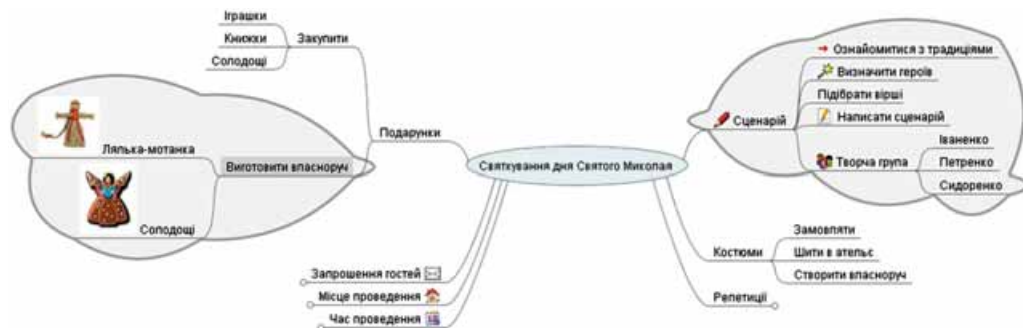 Іграшки
Книжки
Солодощі
Закупити
Подарунки
Лялька-мотанка
Виготовити власноруч
Солодощі
Запрошення гостей
Місце проведення
Час проведення
Святкування дня Святого Миколая
Сценарій
Ознайомитися з традиціями
Визначити героїв
Підібрати вірші
Написати сценарій
Творча група
Іваненко
Петренко
Сидоренко
Костюми
Замовляти
Шити в ательє
Створити власноруч
Репетиції